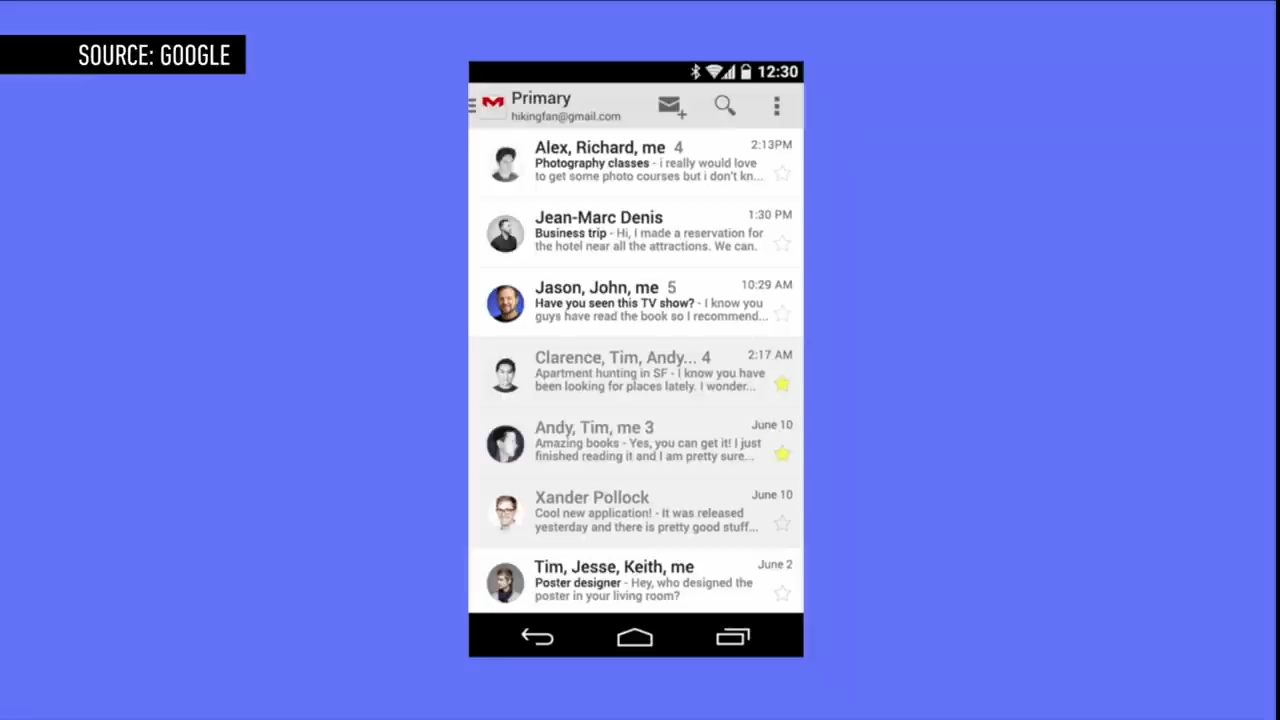 SOURCE: GOOGLE
12:30
Primary
hikingfan@gmail.com
Alex, Richard, me 4 2:13PM
Photography classes - i really would love
to get some photo courses but i don't kn...
Jean-Marc Denis 1:30 PM
Business trip - Hi, I made a reservation for
the hotel near all the attractions. We can.
Jason, John, me 5 10:29 AM
Have you seen this TV show? - I know you
guys have read the book so I recommend...
Clarence, Tim, Andy... 4 2:17 AM
Apartment hunting in SF - I know you have
been looking for places lately. I wonder...
Andy, Tim, me 3 June 10
Amazing books - Yes, you can get it! I just
finished reading it and I am pretty sure...
Xander Pollock June 10
Cool new application! - It was released
yesterday and there is pretty good stuff...
Tim, Jesse, Keith, me June 2
Poster designer - Hey, who designed the
poster in your living room?